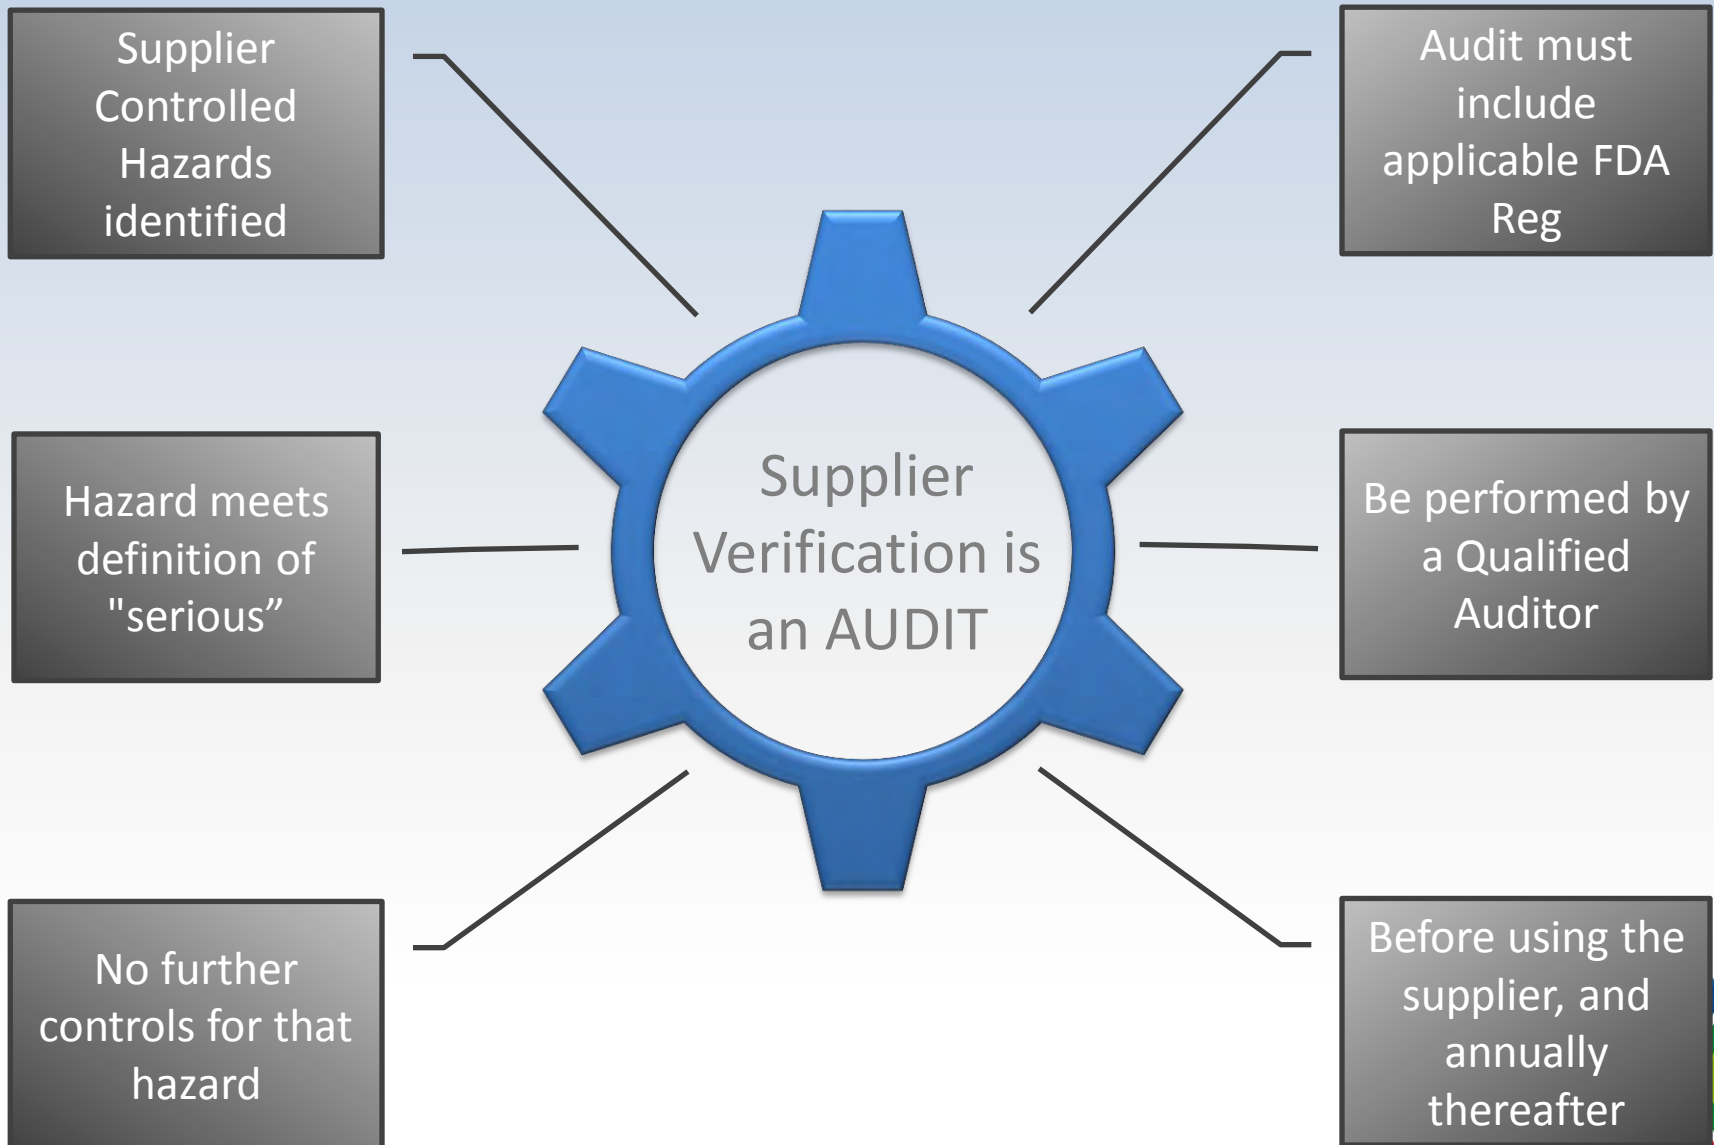 Supplier
Controlled
Hazards
identified
Hazard meets
definition of
"serious”
No further
controls for that
hazard
Supplier
Verification is
an AUDIT
Audit must
include
applicable FDA
Reg
Be performed by
a Qualified
Auditor
Before using the
supplier, and
annually
thereafter